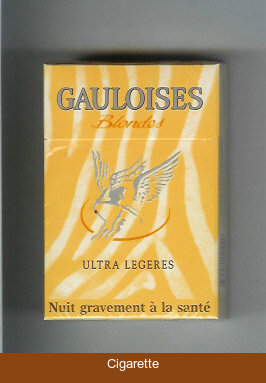 GAULOISES
Blondes
ULTRA LEGERES
Nuit gravement à la santé
Cigarette